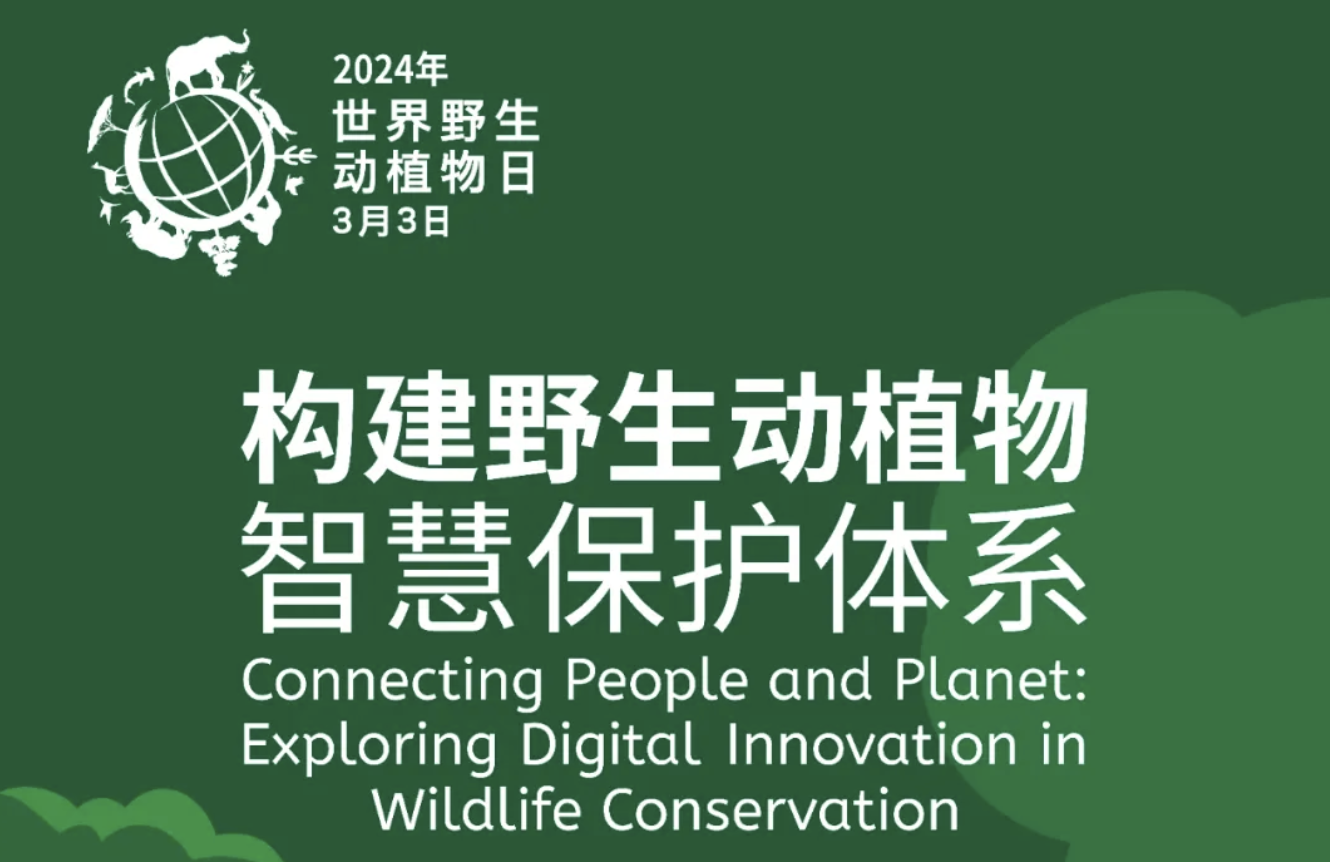 2024年
世界野生
动植物日
3月3日
构建野生动植物
智慧保护体系
Connecting People and Planet:
Exploring Digital Innovation in
Wildlife Conservation